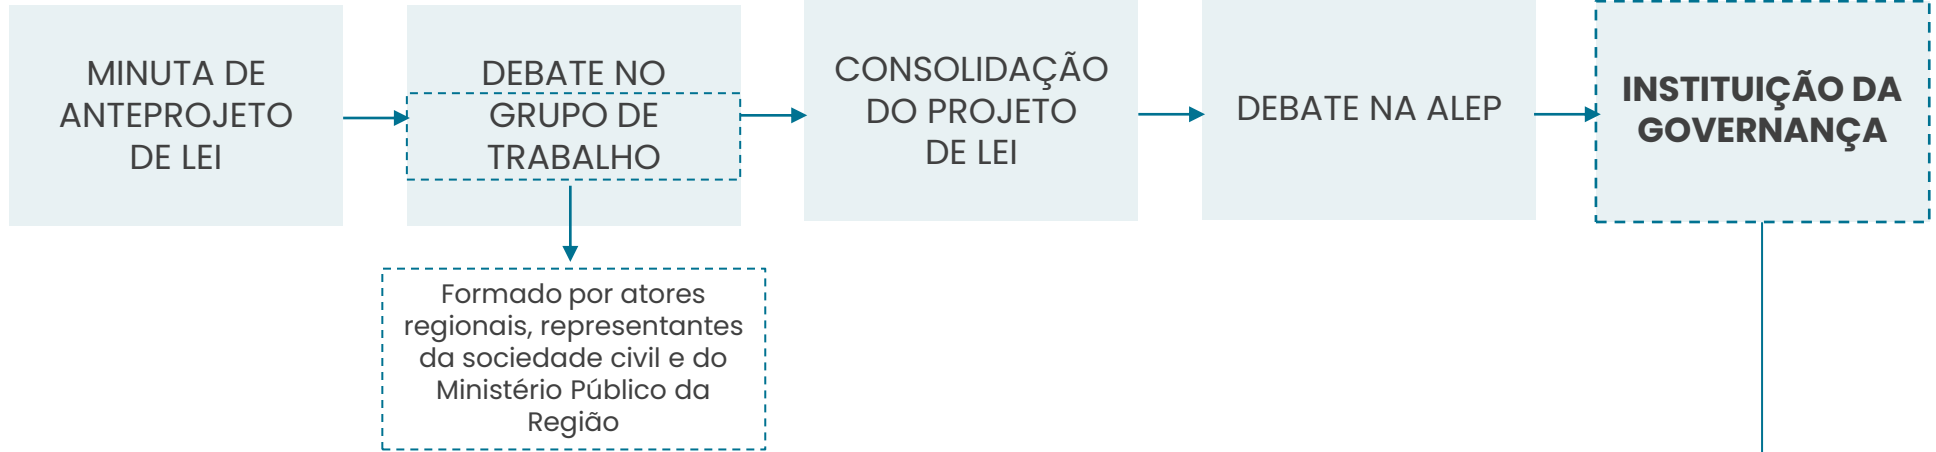 MINUTA DE
ANTEPROJETO
DE LEI
DEBATE NO
GRUPO DE
TRABALHO
CONSOLIDAÇÃO
DO PROJETO
DE LEI
DEBATE NA ALEP
INSTITUIÇÃO DA
GOVERNANÇA
Formado por atores
regionais, representantes
da sociedade civil e do
Ministério Público da
Região